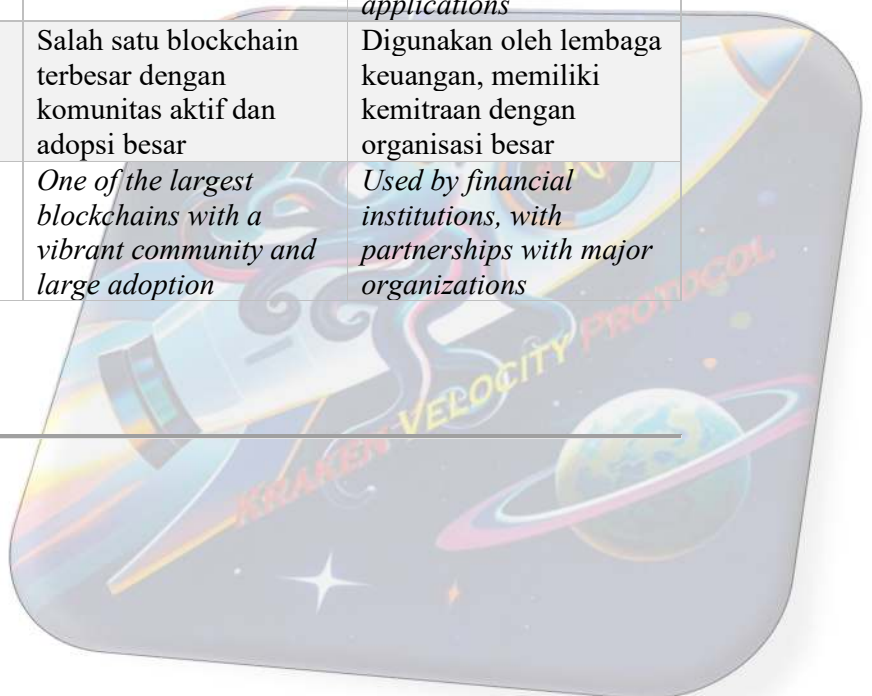 applications
Salah satu blockchain
terbesar dengan
komunitas aktif dan
adopsi besar
Digunakan oleh lembaga
keuangan, memiliki
kemitraan dengan
organisasi besar
One of the largest
blockchains with a
vibrant community and
large adoption
Used by financial
institutions, with
partnerships with major
organizations
KRAKEN VELOCITY PROTOCOL